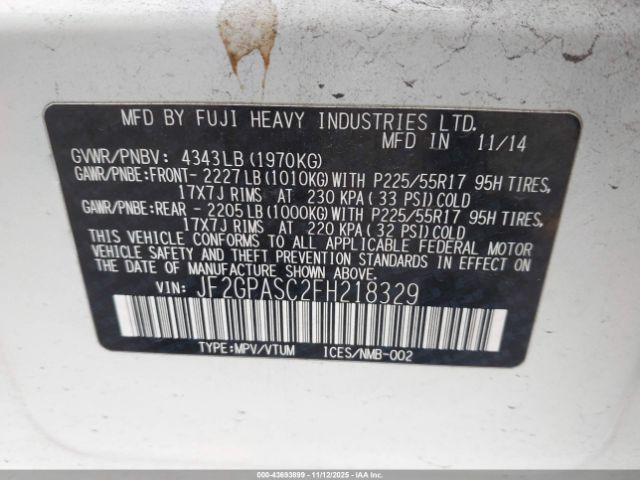 MFD BY FUJI HEAVY INDUSTRIES LTD.
MFD IN 11/14
GVWR/PNBV: 4343LB (1970KG)
GAWR/PNBE:FRONT- 2227LB (1010KG) WITH P225/55R17 95H TIRES,
17X7J RIMS AT 230 KPA (33 PSI) COLD
GAWR/PNBE:REAR - 2205LB (1000KG) WITH P225/55R17 95H TIRES,
17X7J RIMS AT 220 KPA (32 PSI) COLD
THIS VEHICLE CONFORMS TO ALL APPLICABLE FEDERAL MOTOR
VEHICLE SAFETY AND THEFT PREVENTION STANDARDS IN EFFECT
ON THE DATE OF MANUFACTURE SHOWN ABOVE.
VIN: JF2GPASC2FH218329
TYPE:MPV/VTUM ICES/NMB-002
000-43693899 - 11/12/2025 - IAAI.COM